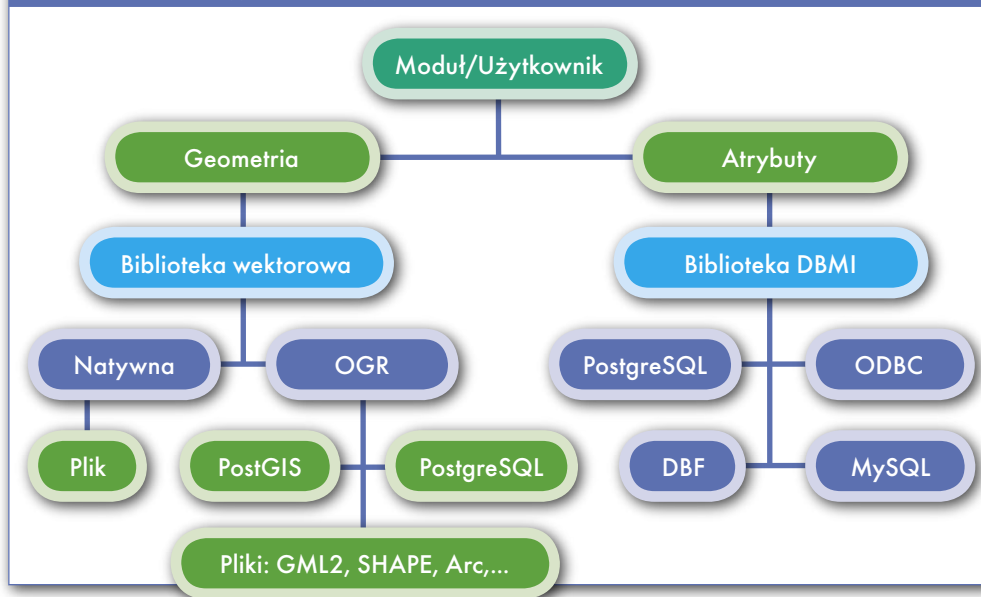 Moduł/Użytkownik
Geometria
Atrybuty
Biblioteka wektorowa
Biblioteka DBMI
Natywna
OGR
PostgreSQL
ODBC
Plik
PostGIS
PostgreSQL
DBF
MySQL
Pliki: GML2, SHAPE, Arc,...